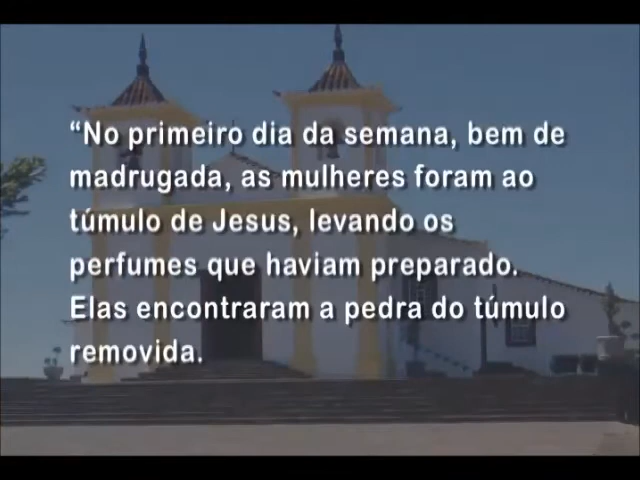 “No primeiro dia da semana, bem de
madrugada, as mulheres foram ao
túmulo de Jesus, levando os
perfumes que haviam preparado.
Elas encontraram a pedra do túmulo
removida.